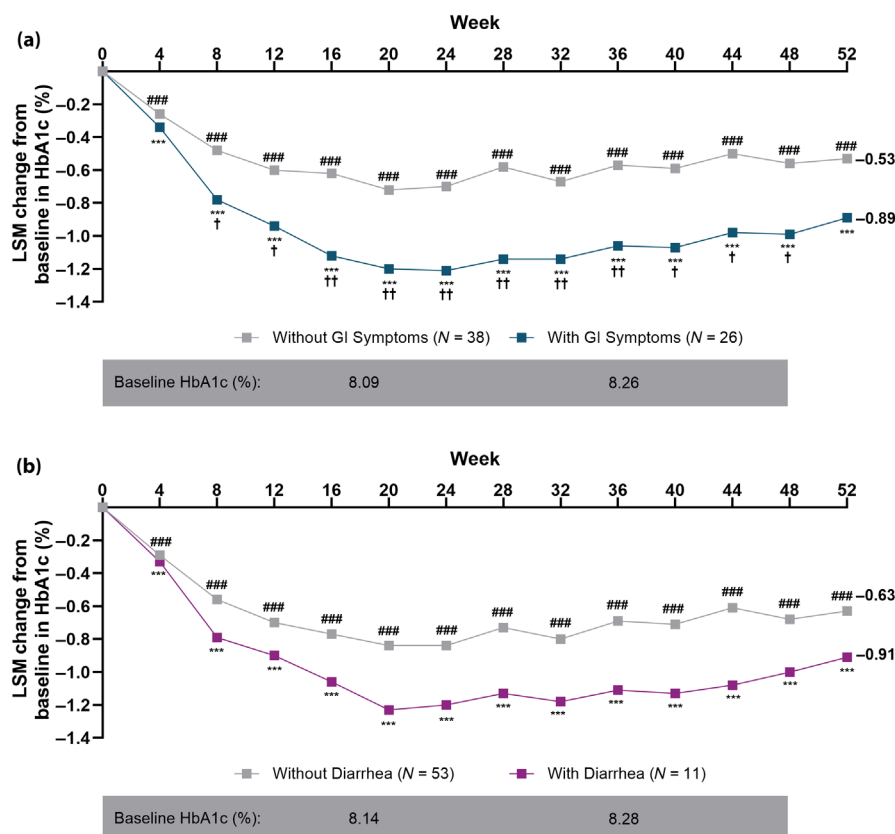 (a)
Week
0 4 8 12 16 20 24 28 32 36 40 44 48 52
LSM change from
baseline in HbA1c (%)
−0.2
−0.4
−0.6
−0.8
−1.0
−1.2
−1.4
### ### ### ### ### ### ### ### ### ### ### ### ###
−0.53
*** *** *** *** *** *** *** *** *** *** *** *** ***
† † †† †† †† †† †† †† † † †
−0.89
Without GI Symptoms (N = 38) With GI Symptoms (N = 26)
Baseline HbA1c (%): 8.09 8.26
(b)
Week
0 4 8 12 16 20 24 28 32 36 40 44 48 52
LSM change from
baseline in HbA1c (%)
−0.2
−0.4
−0.6
−0.8
−1.0
−1.2
−1.4
### ### ### ### ### ### ### ### ### ### ### ### ###
−0.63
*** *** *** *** *** *** *** *** *** *** *** *** ***
−0.91
Without Diarrhea (N = 53) With Diarrhea (N = 11)
Baseline HbA1c (%): 8.14 8.28